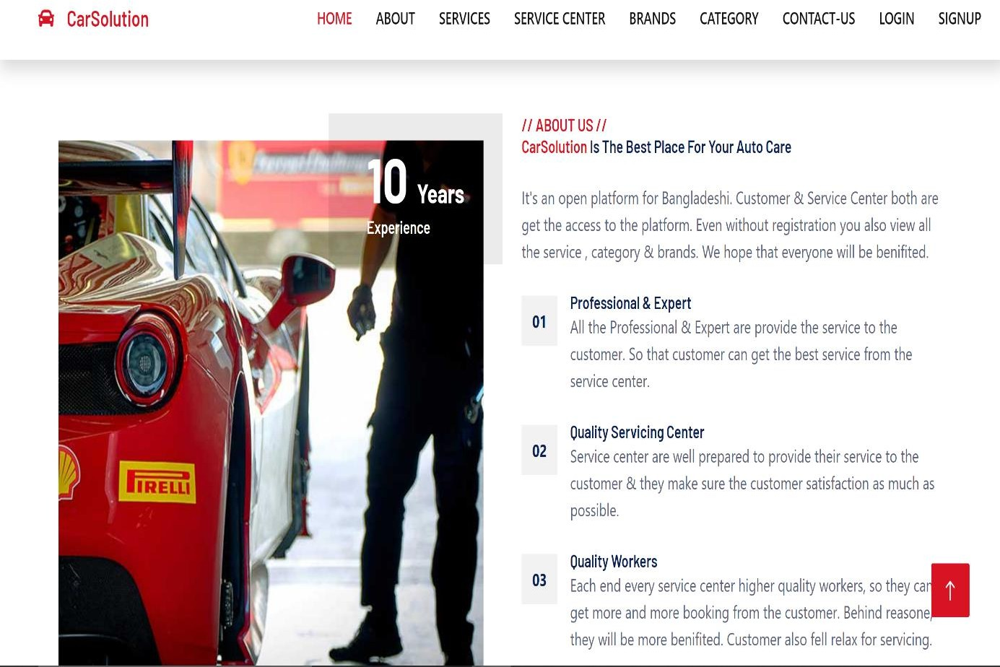 CarSolution
HOME ABOUT SERVICES SERVICE CENTER BRANDS CATEGORY CONTACT-US LOGIN SIGNUP
10 Years
Experience
PIRELLI
// ABOUT US //
CarSolution Is The Best Place For Your Auto Care
It's an open platform for Bangladeshi. Customer & Service Center both are
get the access to the platform. Even without registration you also view all
the service , category & brands. We hope that everyone will be benifited.
01
Professional & Expert
All the Professional & Expert are provide the service to the
customer. So that customer can get the best service from the
service center.
02
Quality Servicing Center
Service center are well prepared to provide their service to the
customer & they make sure the customer satisfaction as much as
possible.
03
Quality Workers
Each end every service center higher quality workers, so they can
get more and more booking from the customer. Behind reasone,
they will be more benifited. Customer also fell relax for servicing.